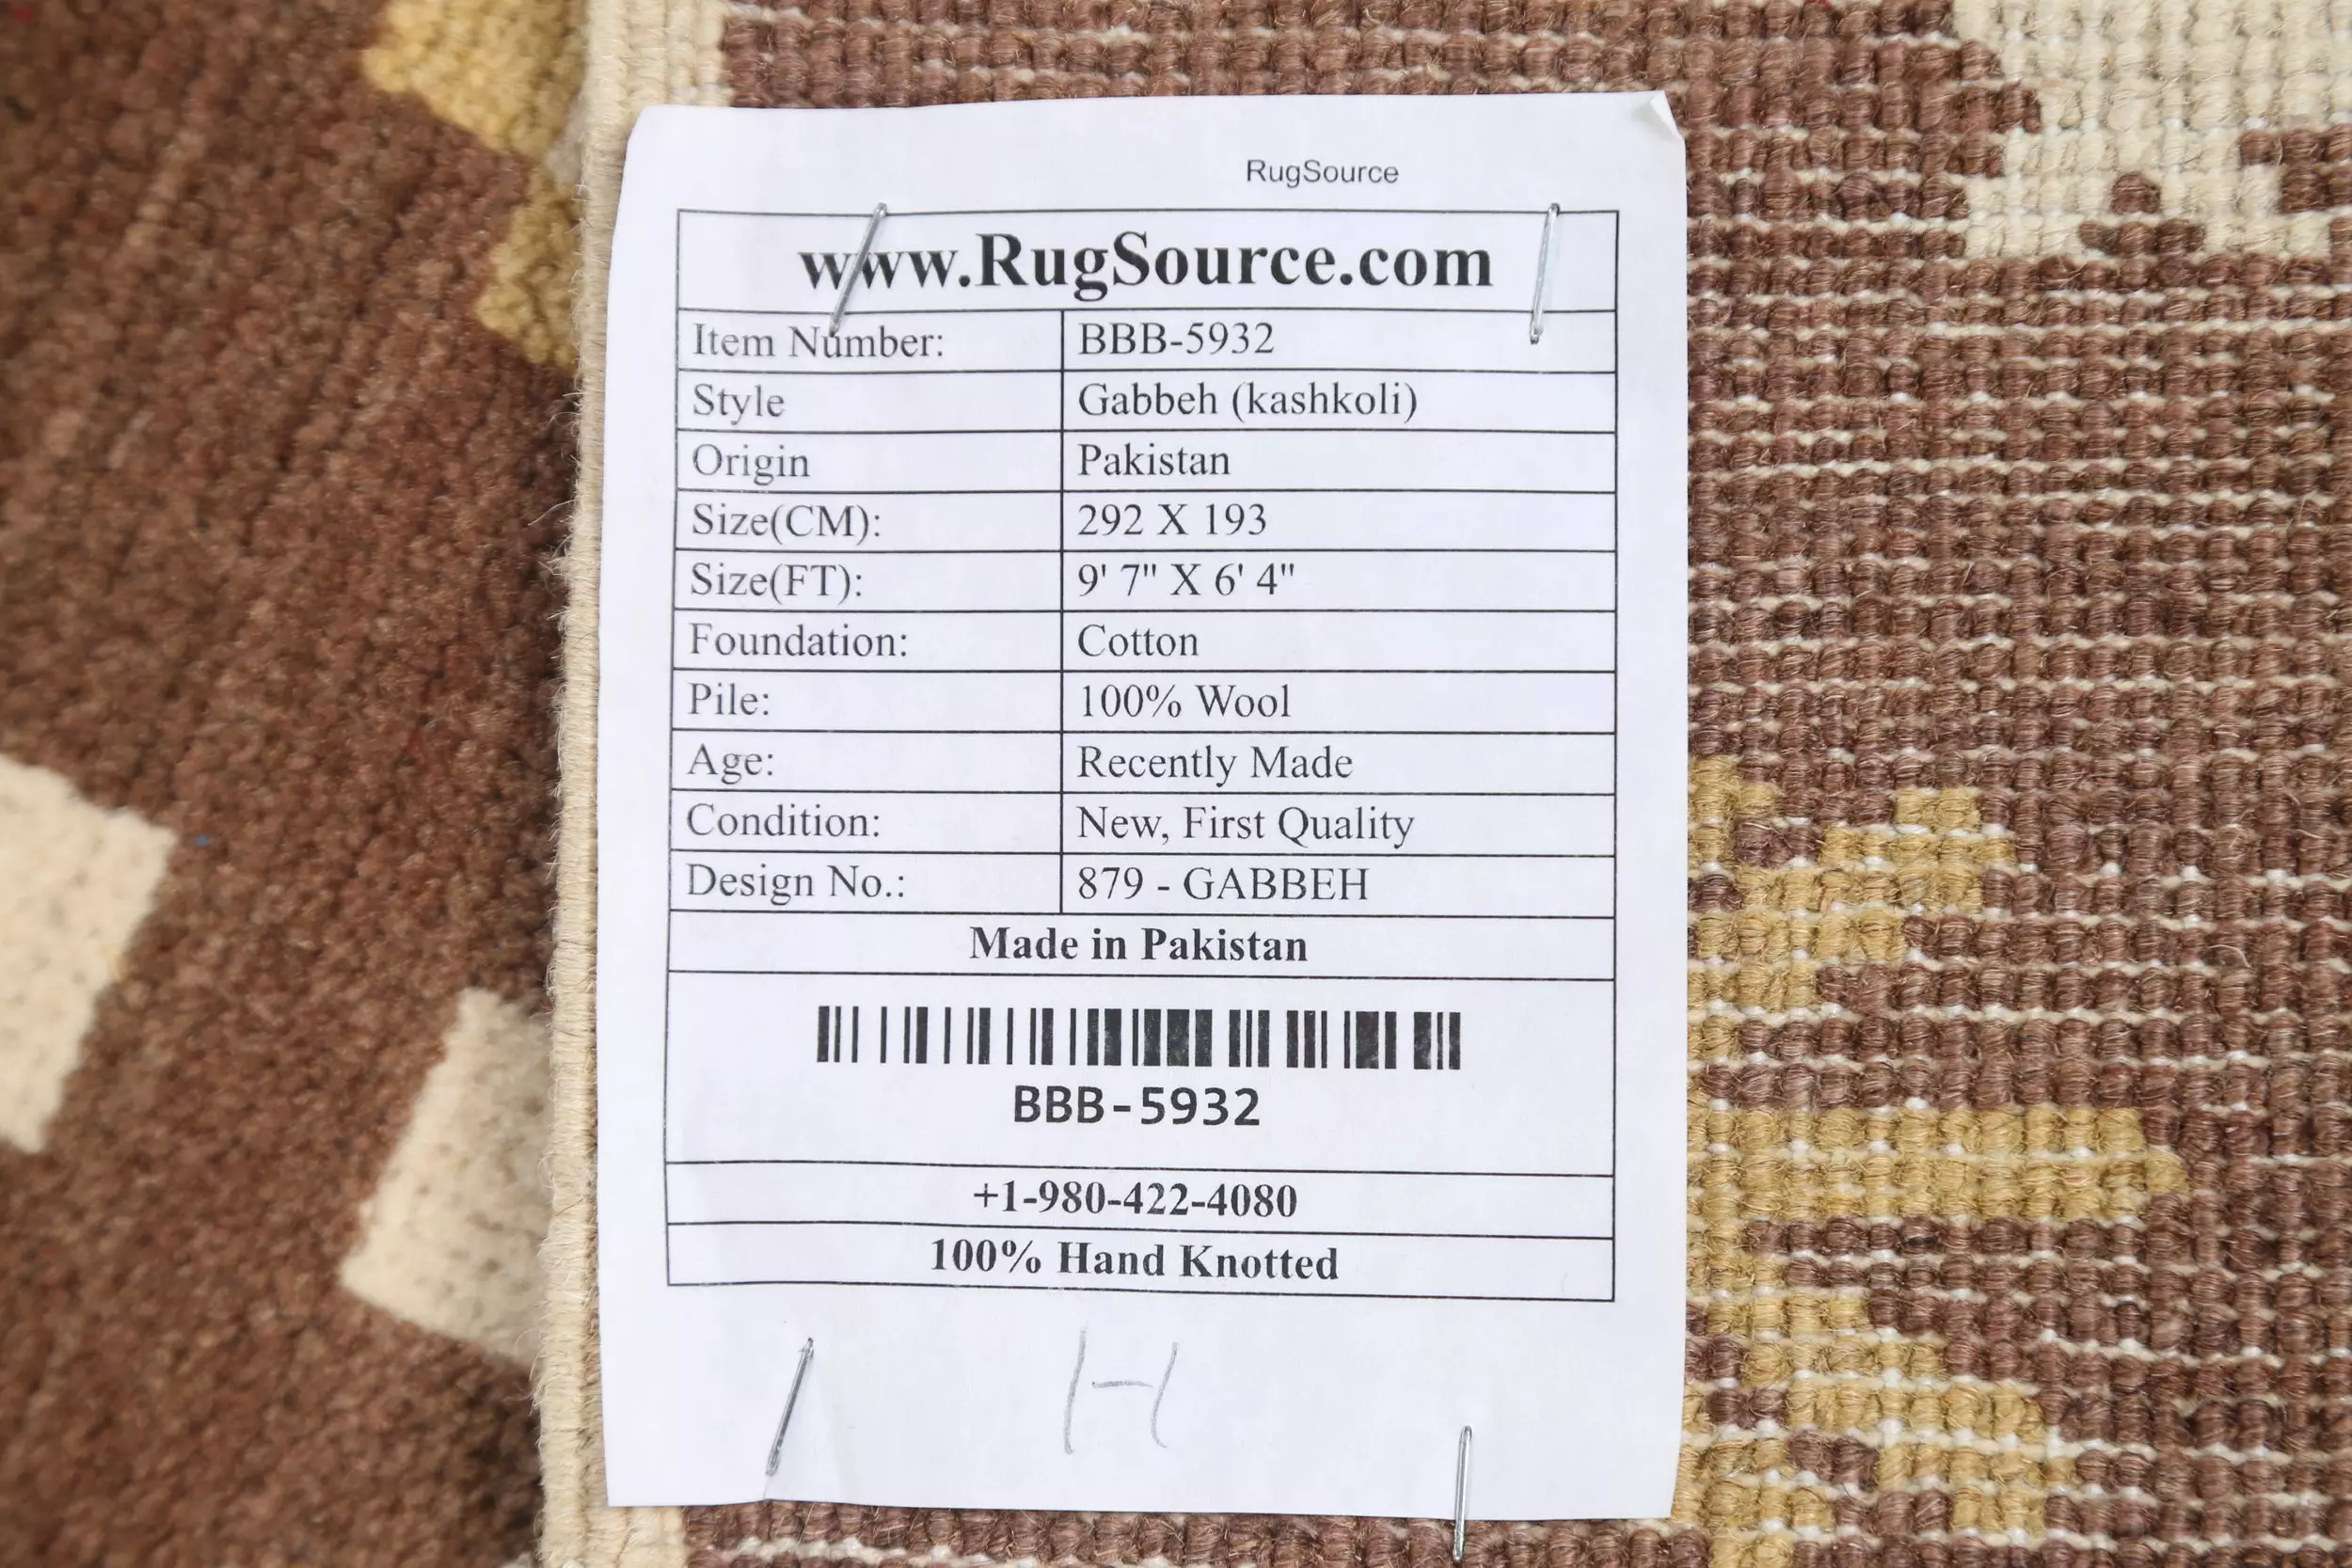 RugSource
www.RugSource.com
Item Number: BBB-5932
Style Gabbeh (kashkoli)
Origin Pakistan
Size(CM): 292 X 193
Size(FT): 9' 7" X 6' 4"
Foundation: Cotton
Pile: 100% Wool
Age: Recently Made
Condition: New, First Quality
Design No.: 879 - GABBEH
Made in Pakistan
BBB-5932
+1-980-422-4080
100% Hand Knotted
H